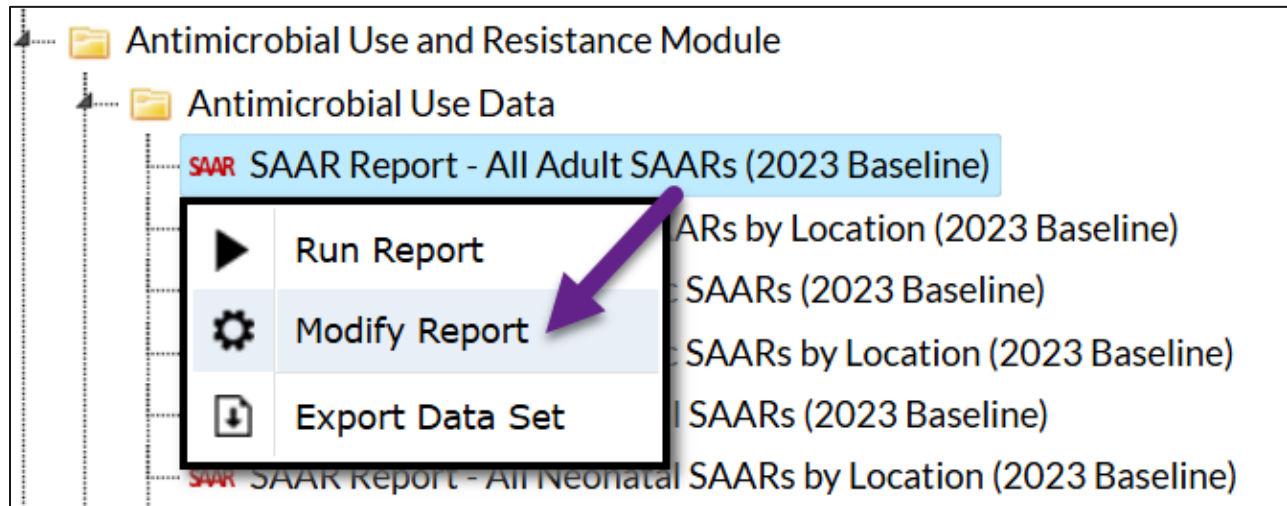 Antimicrobial Use and Resistance Module
Antimicrobial Use Data
SAAR SAAR Report - All Adult SAARs (2023 Baseline)
ARs by Location (2023 Baseline)
Run Report
SAARs (2023 Baseline)
Modify Report
SAARs by Location (2023 Baseline)
Export Data Set
SAARs (2023 Baseline)
SAAR SAAR Report - All Neonatal SAARs by Location (2023 Baseline)